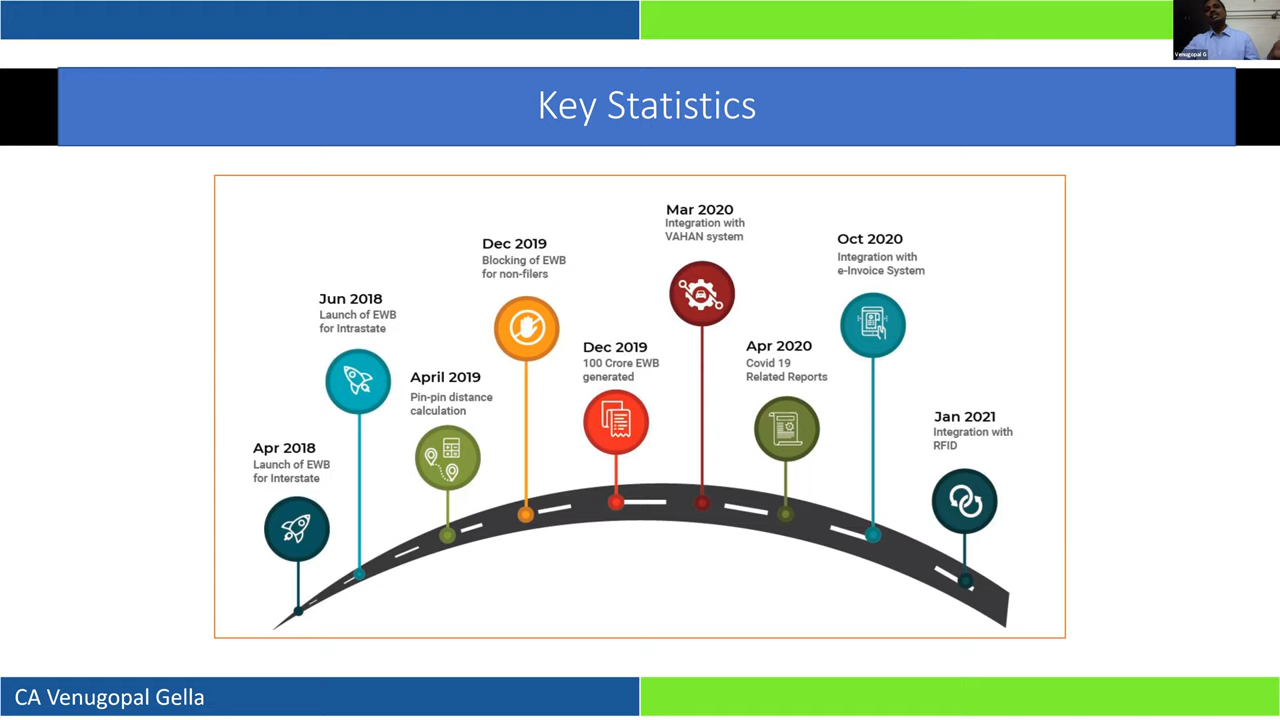 Venugopal G
Key Statistics
Apr 2018
Launch of EWB
for Interstate
Jun 2018
Launch of EWB
for Intrastate
April 2019
Pin-pin distance
calculation
Dec 2019
Blocking of EWB
for non-filers
Dec 2019
100 Crore EWB
generated
Mar 2020
Integration with
VAHAN system
Apr 2020
Covid 19
Related Reports
Oct 2020
Integration with
e-Invoice System
Jan 2021
Integration with
RFID
CA Venugopal Gella